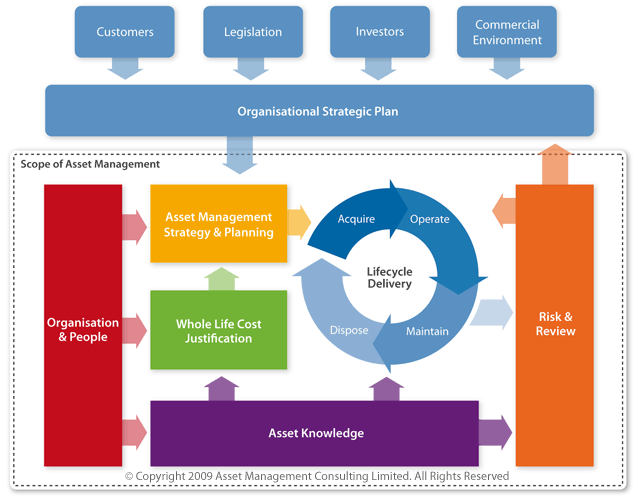 Customers
Legislation
Investors
Commercial
Environment
Organisational Strategic Plan
Scope of Asset Management
Asset Management
Strategy & Planning
Acquire
Operate
Lifecycle
Delivery
Organisation
& People
Whole Life Cost
Justification
Dispose
Maintain
Risk &
Review
Asset Knowledge
© Copyright 2009 Asset Management Consulting Limited. All Rights Reserved